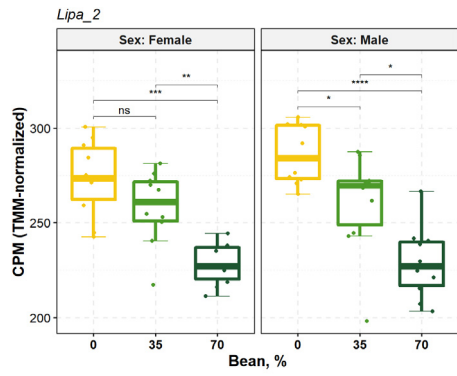 Lipa_2
Sex: Female
Sex: Male
*
**
****
***
*
ns
CPM (TMM-normalized)
300
250
200
0 35 70 0 35 70
Bean, %